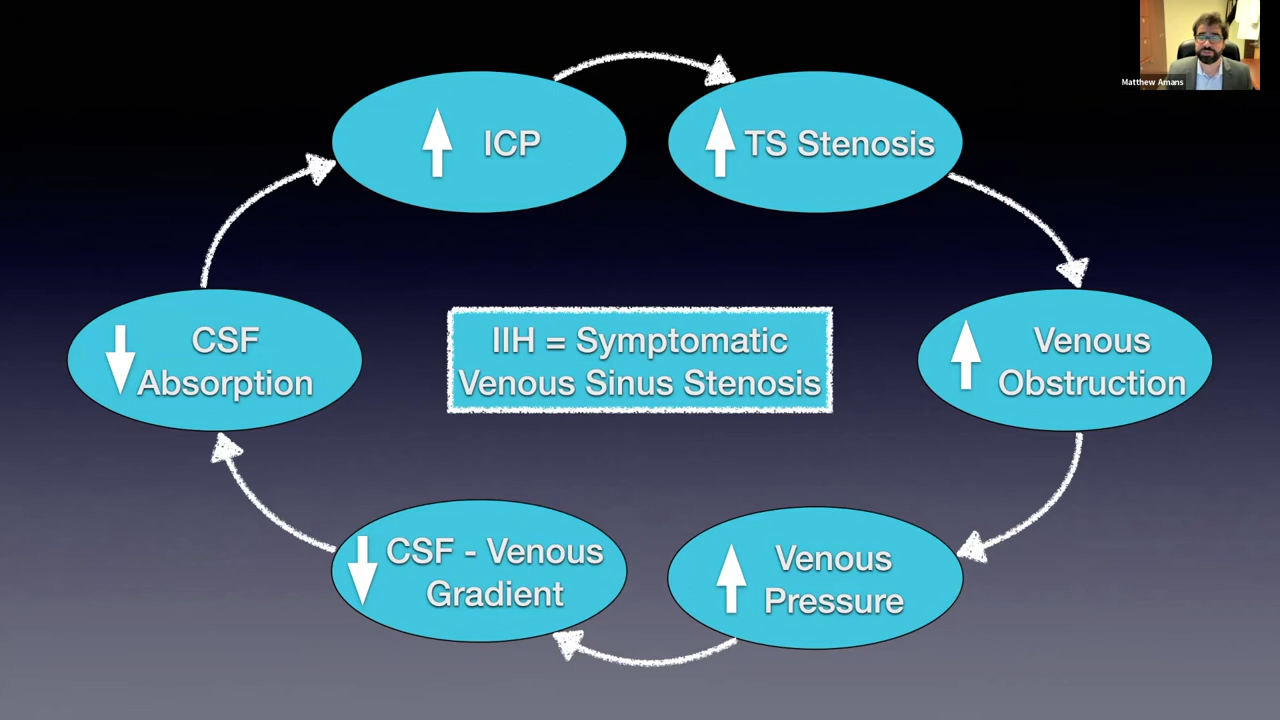 Matthew Amans
ICP
TS Stenosis
CSF
Absorption
IIH = Symptomatic
Venous Sinus Stenosis
Venous
Obstruction
CSF - Venous
Gradient
Venous
Pressure